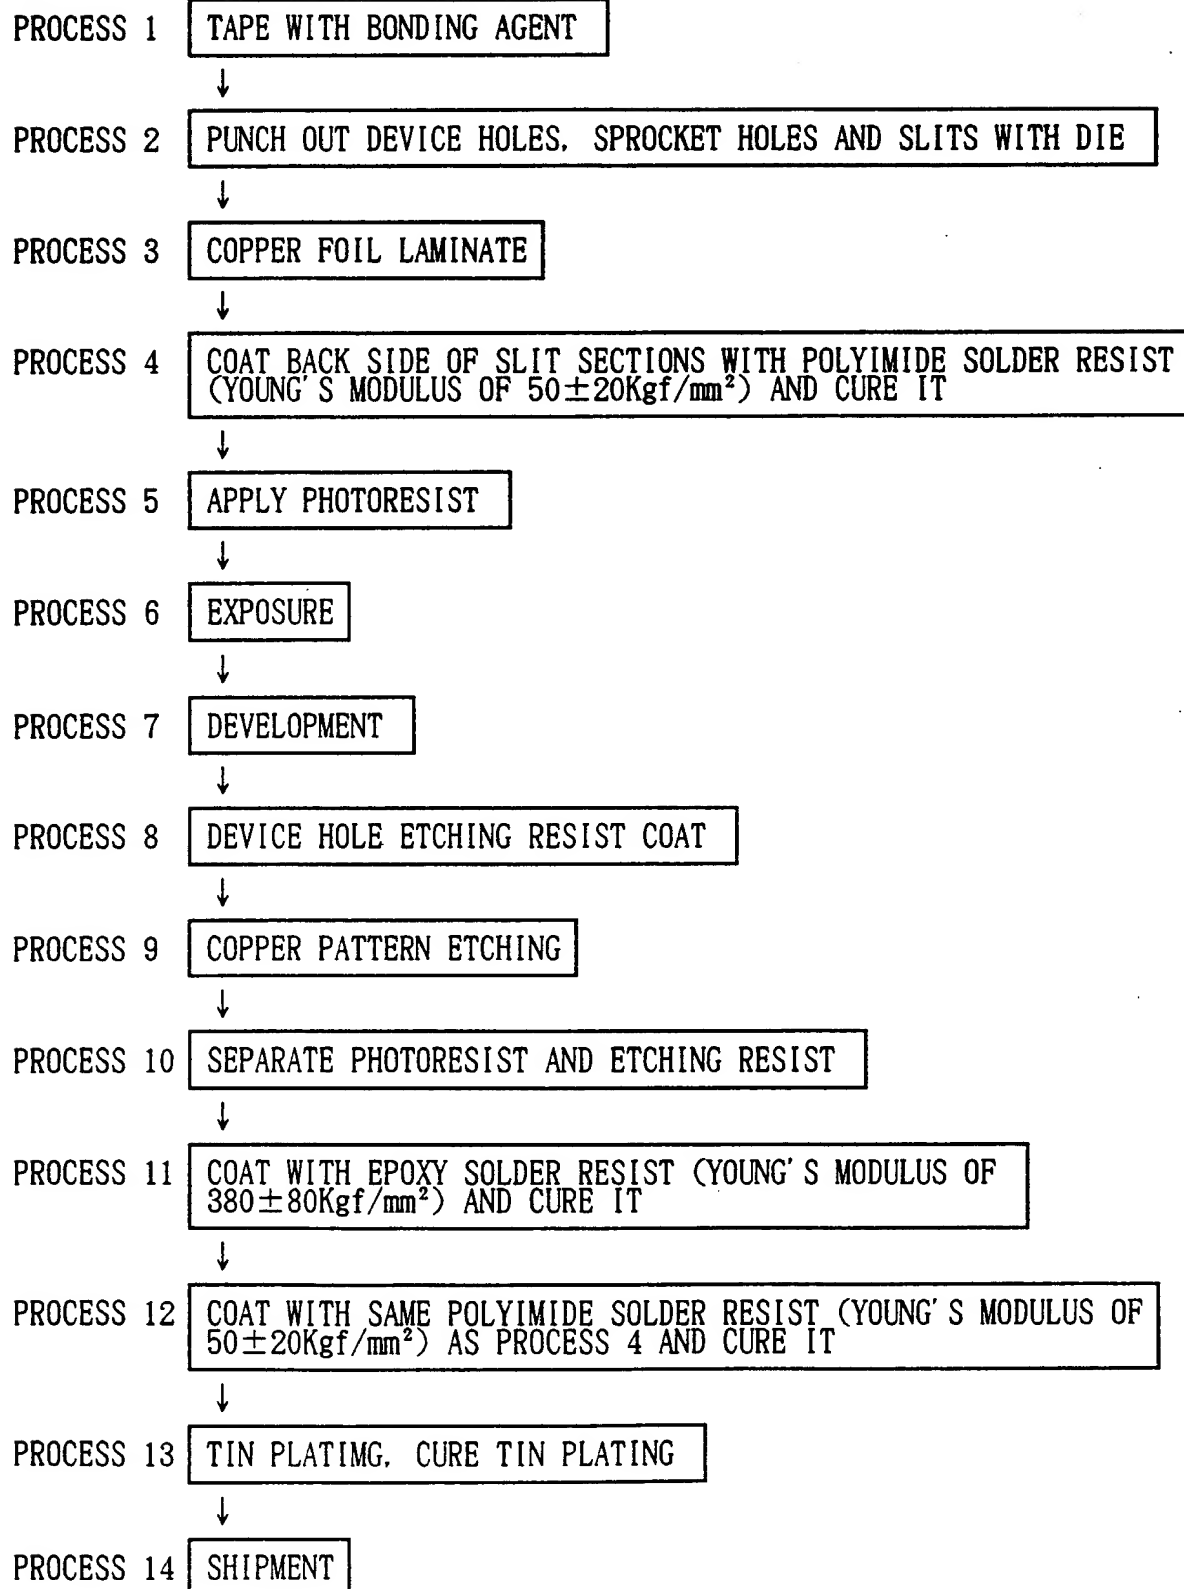 PROCESS 1 TAPE WITH BONDING AGENT
↓
PROCESS 2 PUNCH OUT DEVICE HOLES, SPROCKET HOLES AND SLITS WITH DIE
↓
PROCESS 3 COPPER FOIL LAMINATE
↓
PROCESS 4 COAT BACK SIDE OF SLIT SECTIONS WITH POLYIMIDE SOLDER RESIST
(YOUNG'S MODULUS OF 50±20Kgf/mm²) AND CURE IT
↓
PROCESS 5 APPLY PHOTORESIST
↓
PROCESS 6 EXPOSURE
↓
PROCESS 7 DEVELOPMENT
↓
PROCESS 8 DEVICE HOLE ETCHING RESIST COAT
↓
PROCESS 9 COPPER PATTERN ETCHING
↓
PROCESS 10 SEPARATE PHOTORESIST AND ETCHING RESIST
↓
PROCESS 11 COAT WITH EPOXY SOLDER RESIST (YOUNG'S MODULUS OF
380±80Kgf/mm²) AND CURE IT
↓
PROCESS 12 COAT WITH SAME POLYIMIDE SOLDER RESIST (YOUNG'S MODULUS OF
50±20Kgf/mm²) AS PROCESS 4 AND CURE IT
↓
PROCESS 13 TIN PLATIMG, CURE TIN PLATING
↓
PROCESS 14 SHIPMENT